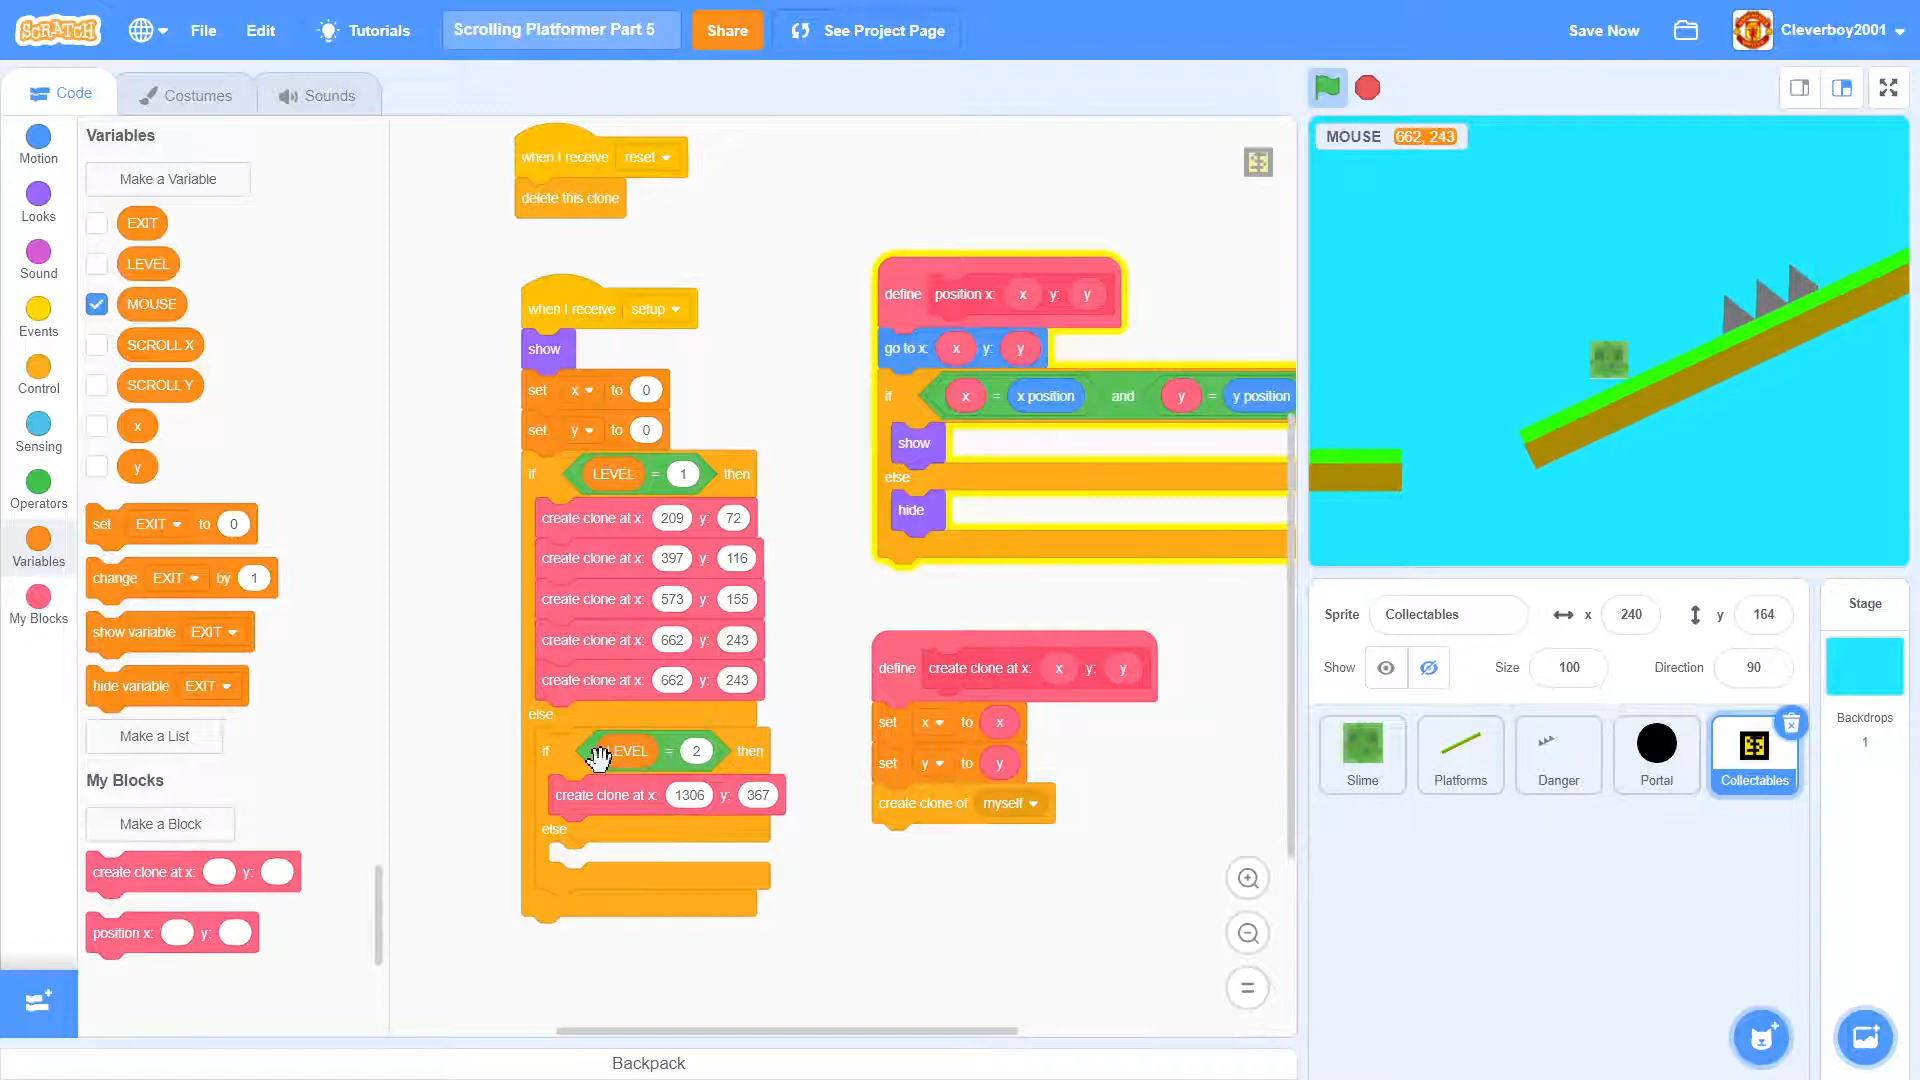 SCRATCH
File
Edit
Tutorials
Scrolling Platformer Part 5
Share
See Project Page
Save Now
Cleverboy2001
Code
Costumes
Sounds
Motion
Looks
Sound
Events
Control
Sensing
Operators
Variables
My Blocks
Variables
Make a Variable
EXIT
LEVEL
MOUSE
SCROLL X
SCROLL Y
x
y
set EXIT to 0
change EXIT by 1
show variable EXIT
hide variable EXIT
Make a List
My Blocks
Make a Block
create clone at x: y:
position x: y:
when I receive reset
delete this clone
when I receive setup
show
set x to 0
set y to 0
if LEVEL = 1 then
create clone at x: 209 y: 72
create clone at x: 397 y: 116
create clone at x: 573 y: 155
create clone at x: 662 y: 243
create clone at x: 662 y: 243
else
if LEVEL = 2 then
create clone at x: 1306 y: 367
else
define position x: x y: y
go to x: x y: y
if x = x position and y = y position
show
else
hide
define create clone at x: x y: y
set x to x
set y to y
create clone of myself
Backpack
MOUSE 662, 243
Sprite Collectables x 240 y 164
Show Size 100 Direction 90
Slime
Platforms
Danger
Portal
Collectables
Stage
Backdrops
1